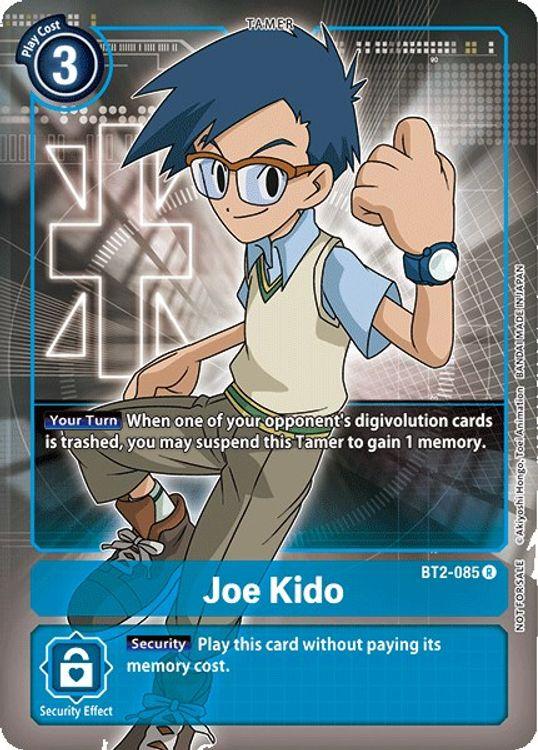 TAMER
Play Cost
3
90
Your Turn When one of your opponent's digivolution cards
is trashed, you may suspend this Tamer to gain 1 memory.
BT2-085 R
Joe Kido
Security Play this card without paying its
memory cost.
Security Effect
NOT FOR SALE ©Akiyoshi Hongo, Toei Animation BANDAI MADE IN JAPAN